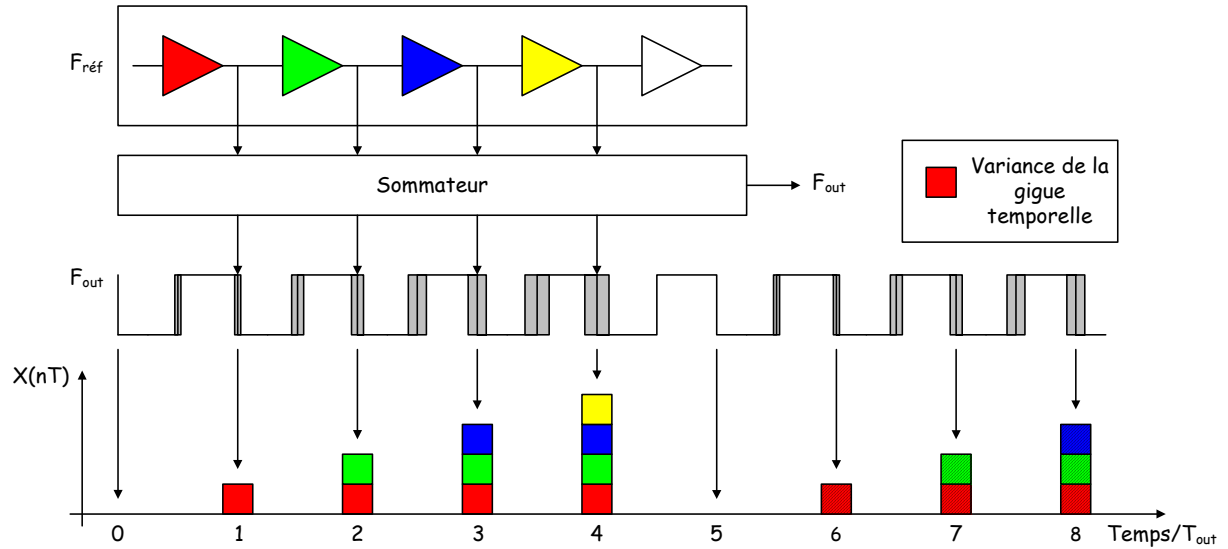 Fréf
Sommateur
Fout
Variance de la
gigue
temporelle
Fout
X(nT)
0 1 2 3 4 5 6 7 8 Temps/Tout